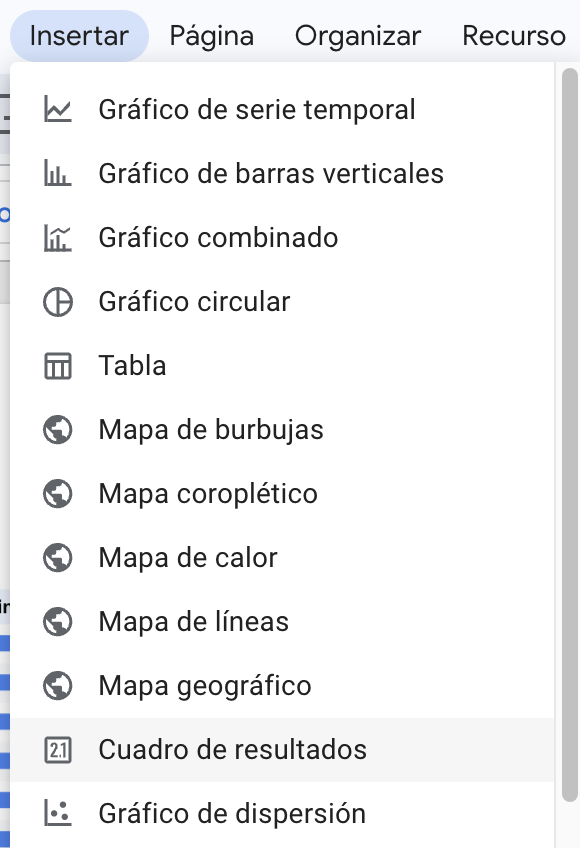 Insertar Página Organizar Recurso
Gráfico de serie temporal
Gráfico de barras verticales
Gráfico combinado
Gráfico circular
Tabla
Mapa de burbujas
Mapa coroplético
Mapa de calor
Mapa de líneas
Mapa geográfico
2.1 Cuadro de resultados
Gráfico de dispersión